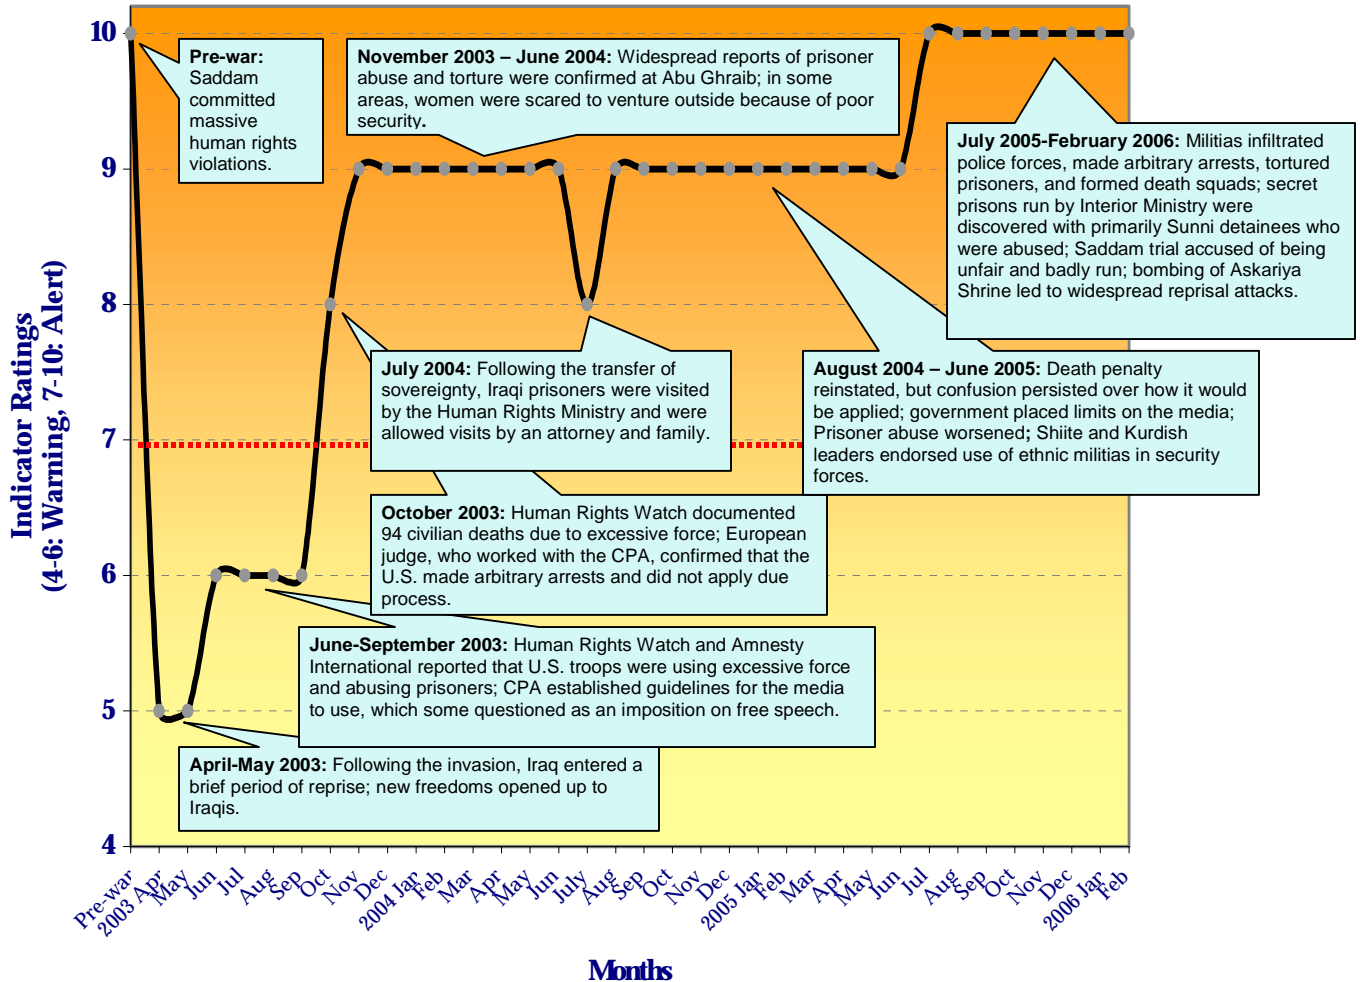 10
9
8
7
6
5
4
Indicator Ratings
(4-6: Warning, 7-10: Alert)
Pre-war:
Saddam
committed
massive
human rights
violations.
November 2003 – June 2004: Widespread reports of prisoner
abuse and torture were confirmed at Abu Ghraib; in some
areas, women were scared to venture outside because of poor
security.
July 2005-February 2006: Militias infiltrated
police forces, made arbitrary arrests, tortured
prisoners, and formed death squads; secret
prisons run by Interior Ministry were
discovered with primarily Sunni detainees who
were abused; Saddam trial accused of being
unfair and badly run; bombing of Askariya
Shrine led to widespread reprisal attacks.
July 2004: Following the transfer of
sovereignty, Iraqi prisoners were visited
by the Human Rights Ministry and were
allowed visits by an attorney and family.
August 2004 – June 2005: Death penalty
reinstated, but confusion persisted over how it would
be applied; government placed limits on the media;
Prisoner abuse worsened; Shiite and Kurdish
leaders endorsed use of ethnic militias in security
forces.
October 2003: Human Rights Watch documented
94 civilian deaths due to excessive force; European
judge, who worked with the CPA, confirmed that the
U.S. made arbitrary arrests and did not apply due
process.
June-September 2003: Human Rights Watch and Amnesty
International reported that U.S. troops were using excessive force
and abusing prisoners; CPA established guidelines for the media
to use, which some questioned as an imposition on free speech.
April-May 2003: Following the invasion, Iraq entered a
brief period of reprise; new freedoms opened up to
Iraqis.
Pre-war
2003 Apr
May
Jun
Jul
Aug
Sep
Oct
Nov
Dec
2004 Jan
Feb
Mar
Apr
May
Jun
July
Aug
Sep
Oct
Nov
Dec
2005 Jan
Feb
Mar
Apr
May
Jun
Jul
Aug
Sep
Oct
Nov
Dec
2006 Jan
Feb
Months